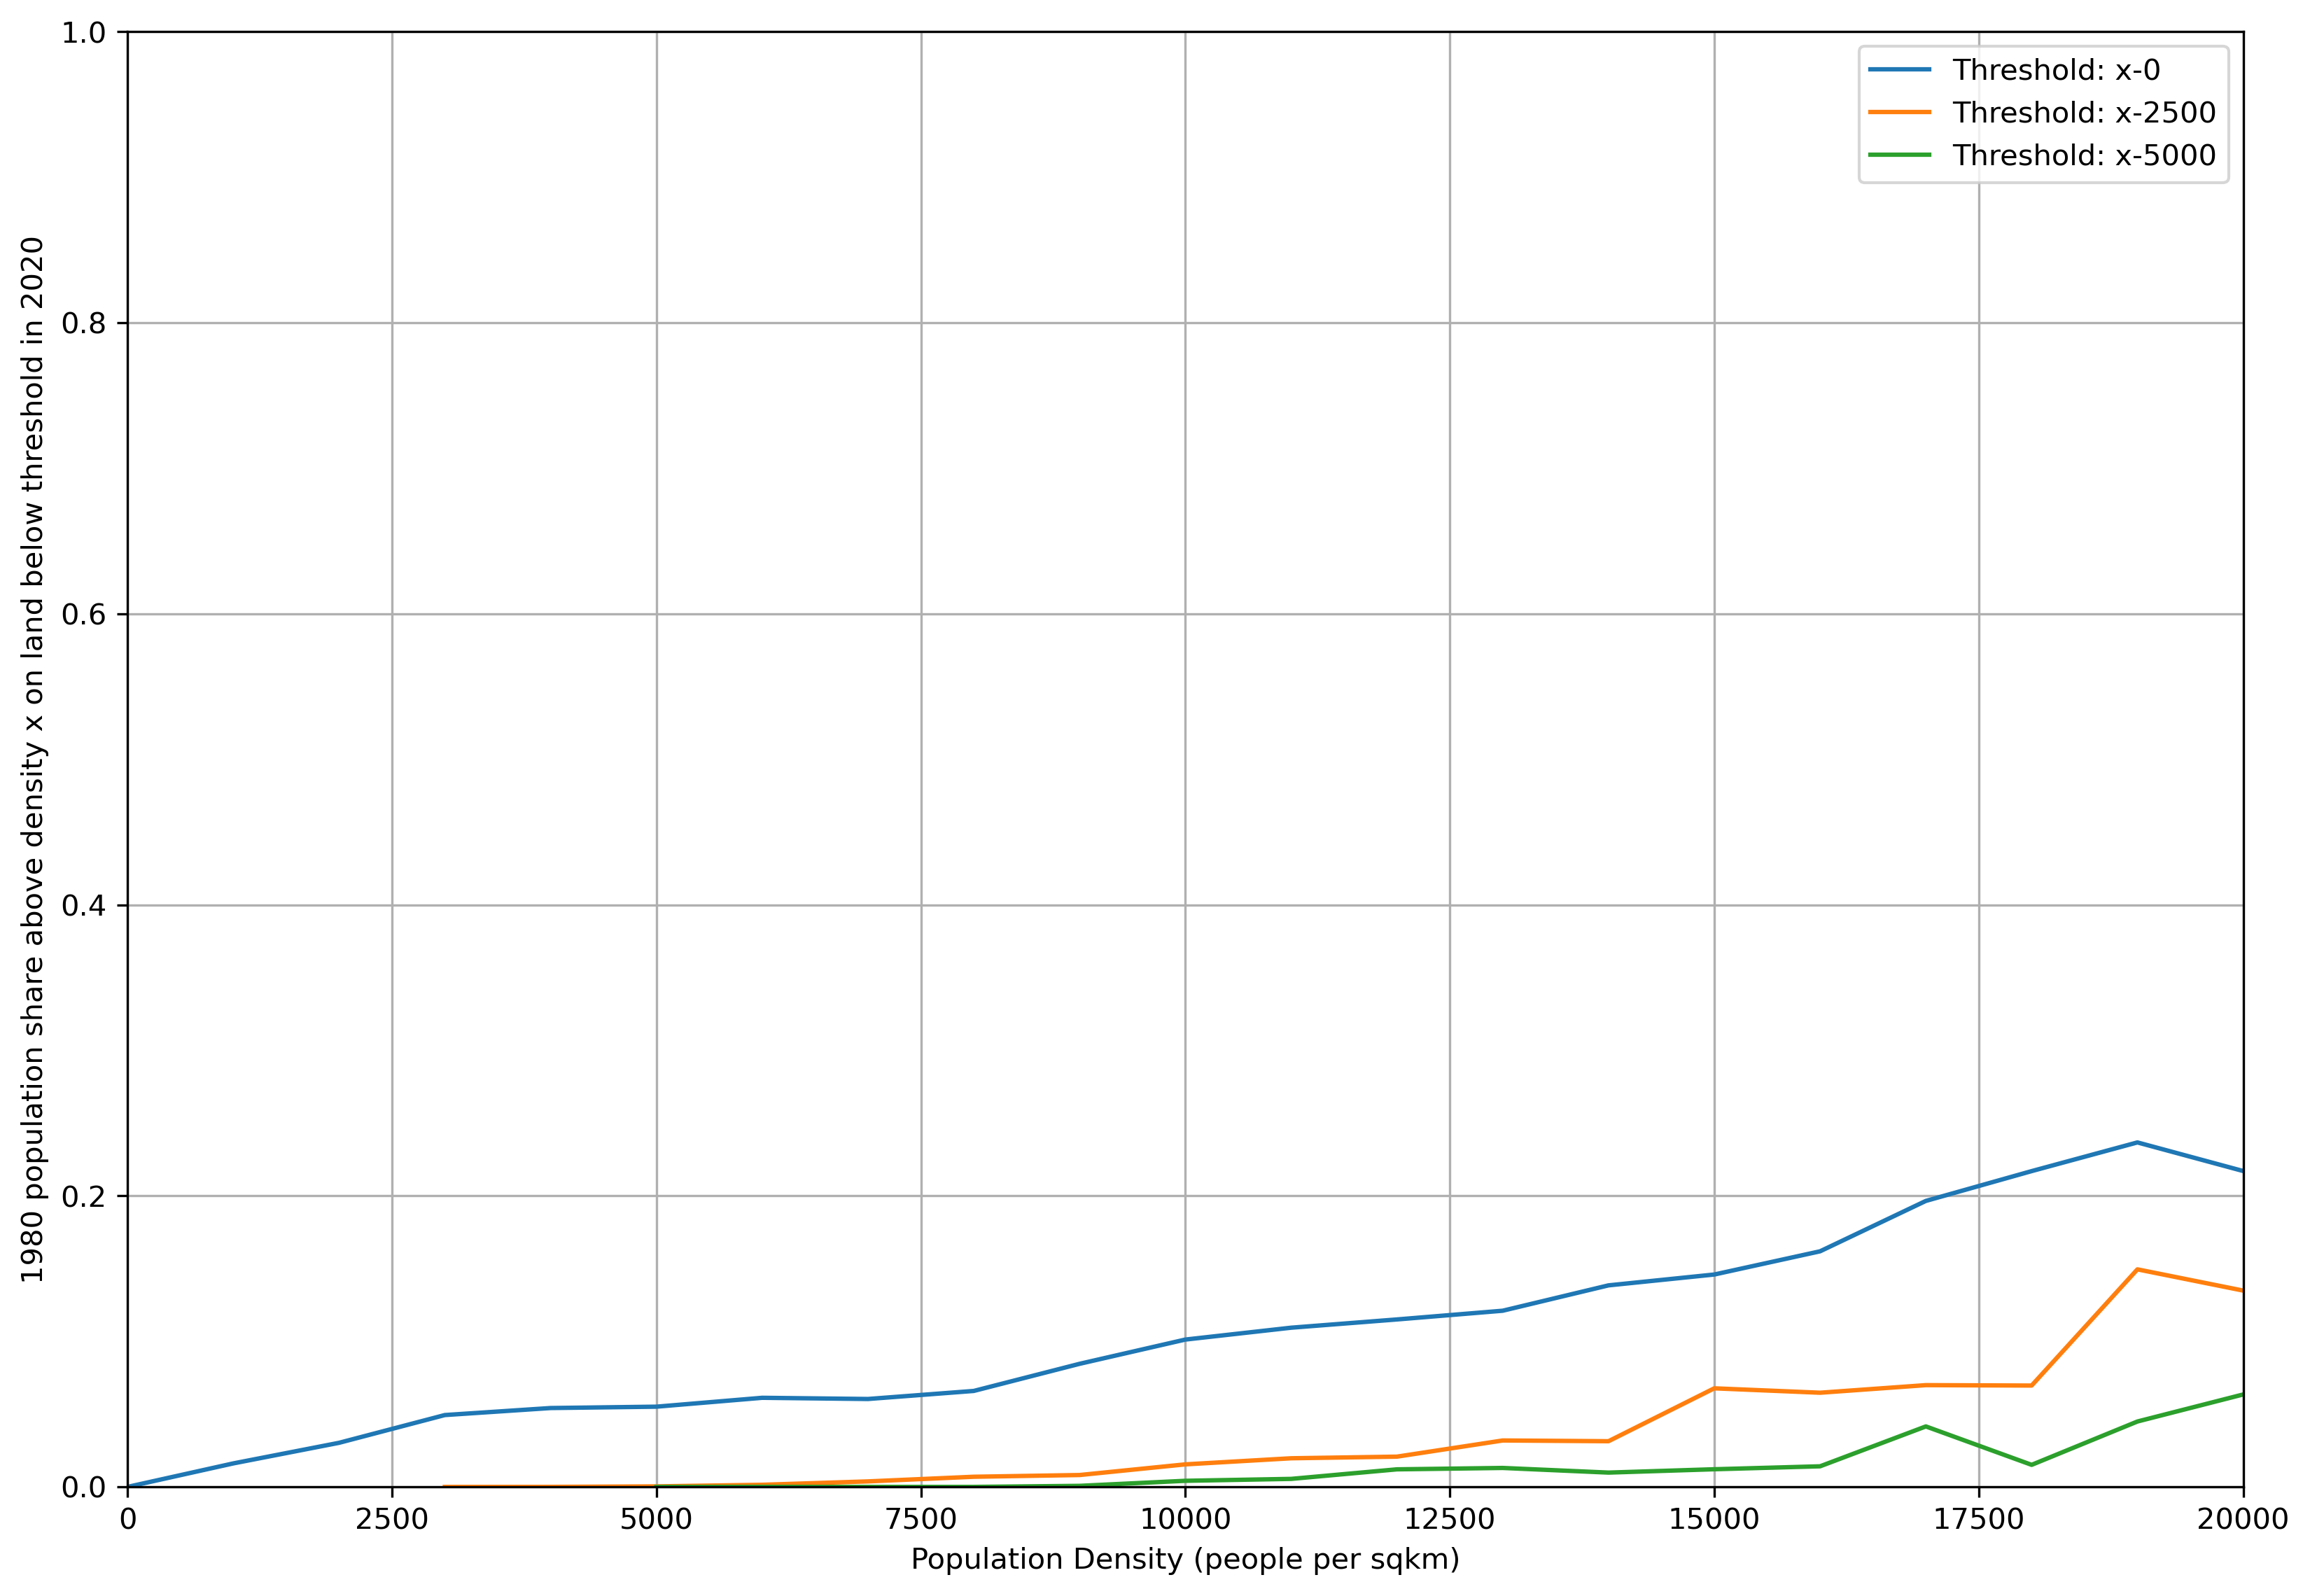 1980 population share above density x on land below threshold in 2020
1.0
0.8
0.6
0.4
0.2
0.0
Threshold: x-0
Threshold: x-2500
Threshold: x-5000
0 2500 5000 7500 10000 12500 15000 17500 20000
Population Density (people per sqkm)